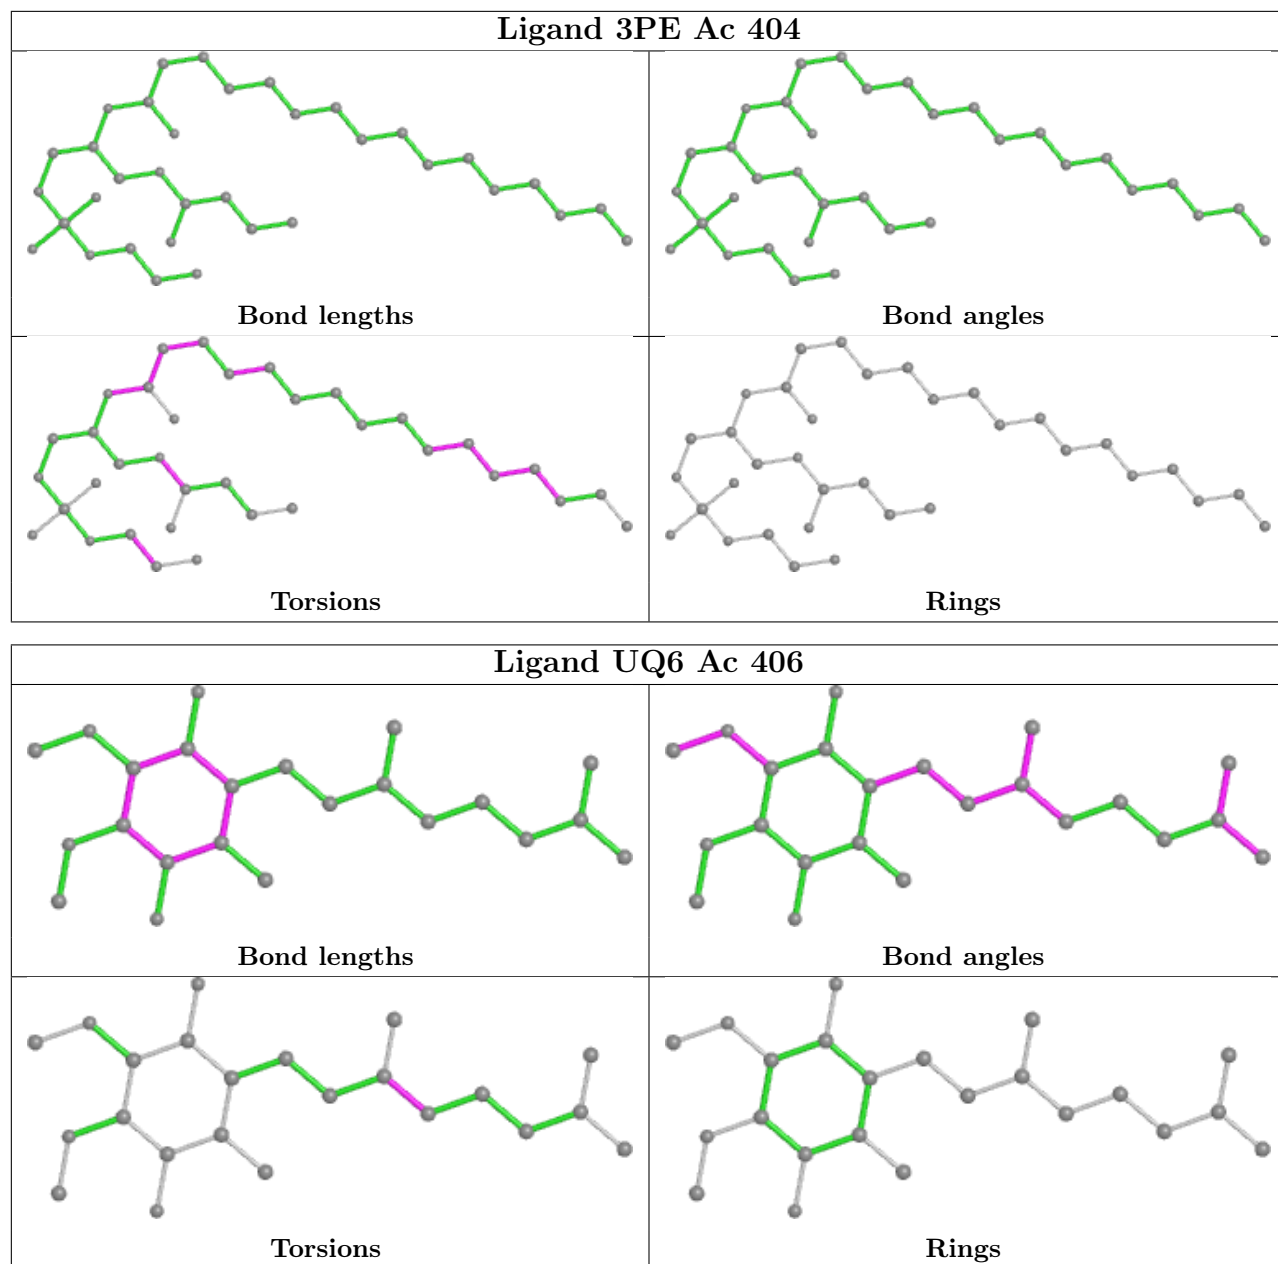 Ligand 3PE Ac 404
Bond lengths
Bond angles
Torsions
Rings
Ligand UQ6 Ac 406
Bond lengths
Bond angles
Torsions
Rings